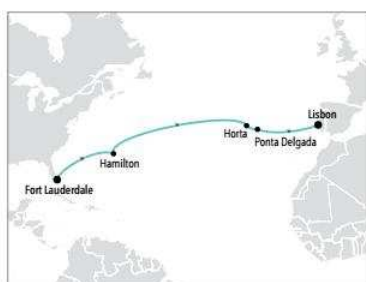 Lisbon
Horta
Ponta Delgada
Hamilton
Fort Lauderdale